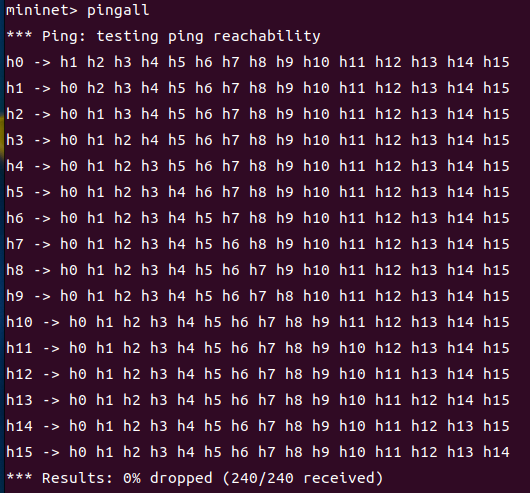 mininet> pingall
*** Ping: testing ping reachability
h0 -> h1 h2 h3 h4 h5 h6 h7 h8 h9 h10 h11 h12 h13 h14 h15
h1 -> h0 h2 h3 h4 h5 h6 h7 h8 h9 h10 h11 h12 h13 h14 h15
h2 -> h0 h1 h3 h4 h5 h6 h7 h8 h9 h10 h11 h12 h13 h14 h15
h3 -> h0 h1 h2 h4 h5 h6 h7 h8 h9 h10 h11 h12 h13 h14 h15
h4 -> h0 h1 h2 h3 h5 h6 h7 h8 h9 h10 h11 h12 h13 h14 h15
h5 -> h0 h1 h2 h3 h4 h6 h7 h8 h9 h10 h11 h12 h13 h14 h15
h6 -> h0 h1 h2 h3 h4 h5 h7 h8 h9 h10 h11 h12 h13 h14 h15
h7 -> h0 h1 h2 h3 h4 h5 h6 h8 h9 h10 h11 h12 h13 h14 h15
h8 -> h0 h1 h2 h3 h4 h5 h6 h7 h9 h10 h11 h12 h13 h14 h15
h9 -> h0 h1 h2 h3 h4 h5 h6 h7 h8 h10 h11 h12 h13 h14 h15
h10 -> h0 h1 h2 h3 h4 h5 h6 h7 h8 h9 h11 h12 h13 h14 h15
h11 -> h0 h1 h2 h3 h4 h5 h6 h7 h8 h9 h10 h12 h13 h14 h15
h12 -> h0 h1 h2 h3 h4 h5 h6 h7 h8 h9 h10 h11 h13 h14 h15
h13 -> h0 h1 h2 h3 h4 h5 h6 h7 h8 h9 h10 h11 h12 h14 h15
h14 -> h0 h1 h2 h3 h4 h5 h6 h7 h8 h9 h10 h11 h12 h13 h15
h15 -> h0 h1 h2 h3 h4 h5 h6 h7 h8 h9 h10 h11 h12 h13 h14
*** Results: 0% dropped (240/240 received)